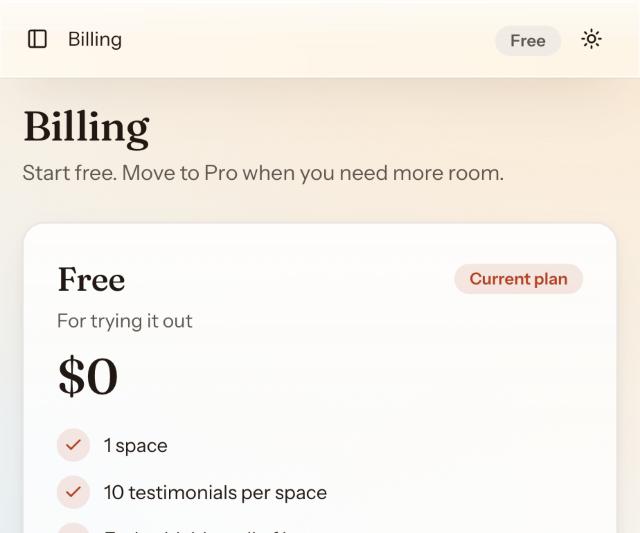 Billing
Free
Billing
Start free. Move to Pro when you need more room.
Free
Current plan
For trying it out
$0
1 space
10 testimonials per space